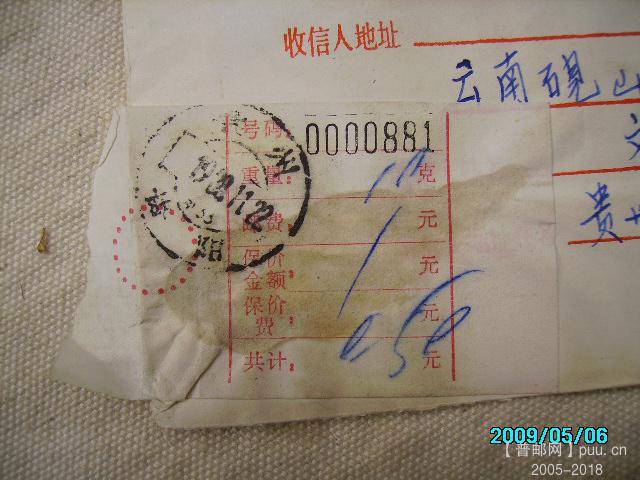 收信人地址
云南砚山
文
贵州
号码: 0000881
重量: 克
邮费: 元
保价金额: 元
保价费: 元
共计: 0.50 元
2009/05/06
【普邮网】puu.cn
2005-2018